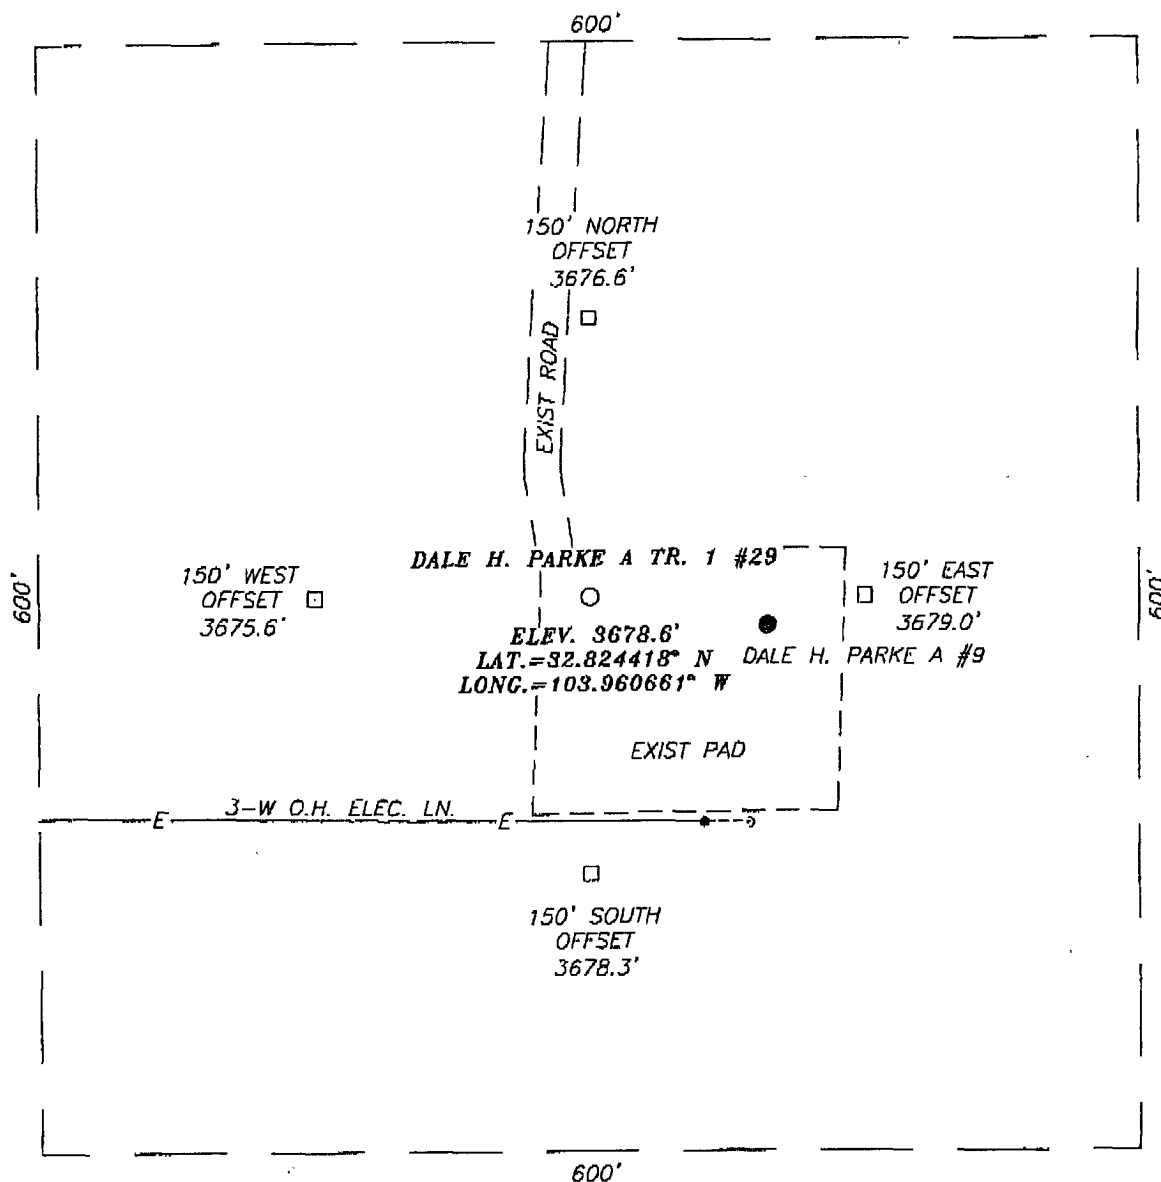 600'
150' NORTH
OFFSET
3676.6'
EXIST ROAD
DALE H. PARKE A TR. 1 #29
150' WEST
OFFSET
3675.6'
600'
150' EAST
OFFSET
3679.0'
600'
ELEV. 3678.6'
LAT.=32.824418° N
LONG.=103.960661° W
DALE H. PARKE A #9
EXIST PAD
3-W O.H. ELEC. LN.
E
E
150' SOUTH
OFFSET
3678.3'
600'